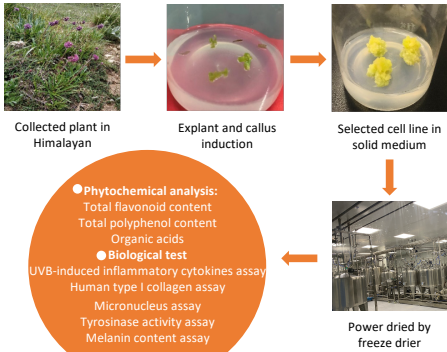 Collected plant in
Himalayan
Explant and callus
induction
Selected cell line in
solid medium
Phytochemical analysis:
Total flavonoid content
Total polyphenol content
Organic acids
Biological test
UVB-induced inflammatory cytokines assay
Human type I collagen assay
Micronucleus assay
Tyrosinase activity assay
Melanin content assay
Power dried by
freeze drier